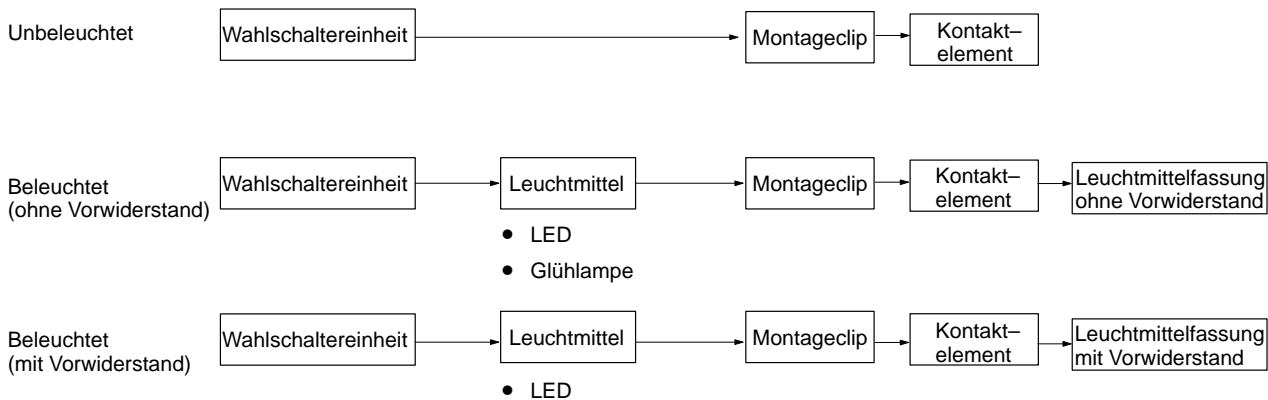 Unbeleuchtet
Wahlschaltereinheit
Montageclip
Kontakt–
element
Beleuchtet
(ohne Vorwiderstand)
Wahlschaltereinheit
Leuchtmittel
Montageclip
Kontakt–
element
Leuchtmittelfassung
ohne Vorwiderstand
• LED
• Glühlampe
Beleuchtet
(mit Vorwiderstand)
Wahlschaltereinheit
Leuchtmittel
Montageclip
Kontakt–
element
Leuchtmittelfassung
mit Vorwiderstand
• LED